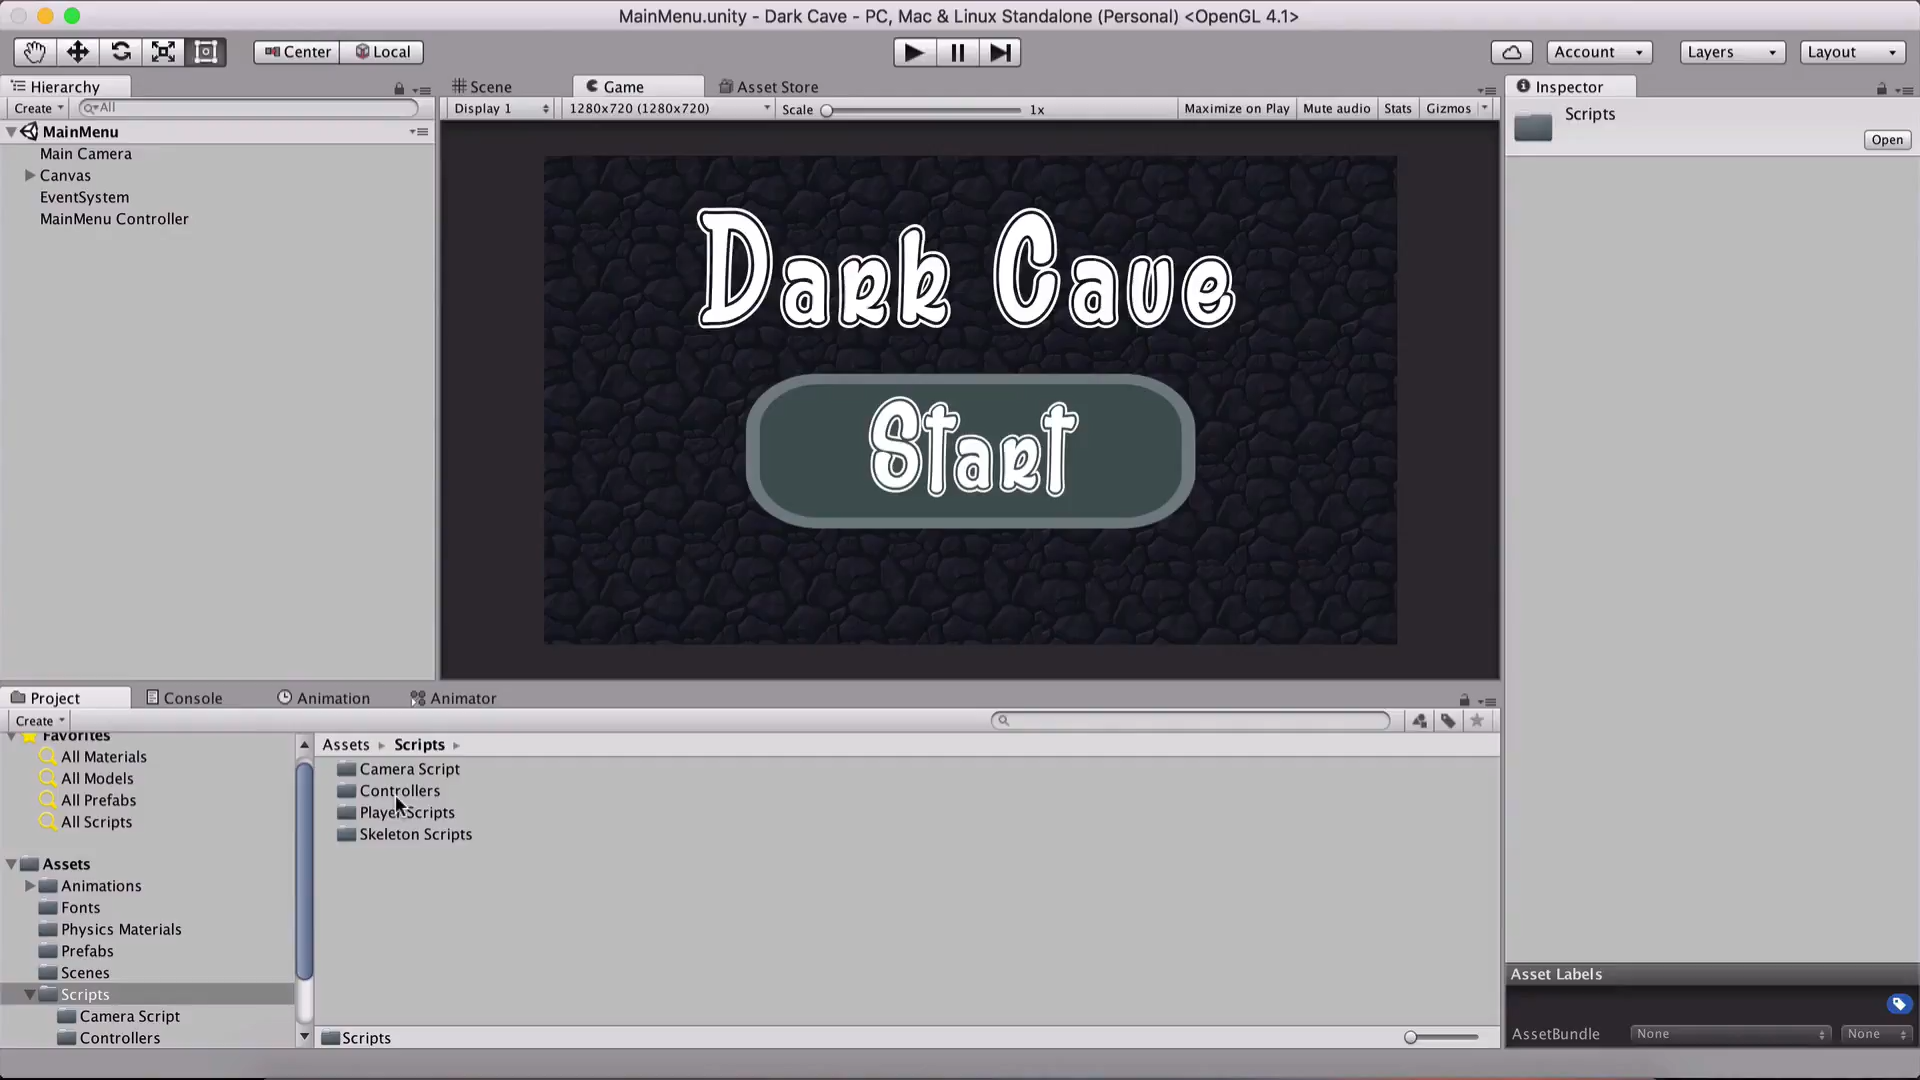 MainMenu.unity - Dark Cave - PC, Mac & Linux Standalone (Personal) <OpenGL 4.1>
Center Local Account Layers Layout
Hierarchy
Create All
MainMenu
Main Camera
Canvas
EventSystem
MainMenu Controller
Scene Game Asset Store
Display 1 1280x720 (1280x720) Scale 1x Maximize on Play Mute audio Stats Gizmos
Dark Cave
Start
Inspector
Scripts
Open
Project Console Animation Animator
Create
Favorites
All Materials
All Models
All Prefabs
All Scripts
Assets
Animations
Fonts
Physics Materials
Prefabs
Scenes
Scripts
Camera Script
Controllers
Assets Scripts
Camera Script
Controllers
Player Scripts
Skeleton Scripts
Scripts
Asset Labels
AssetBundle None None